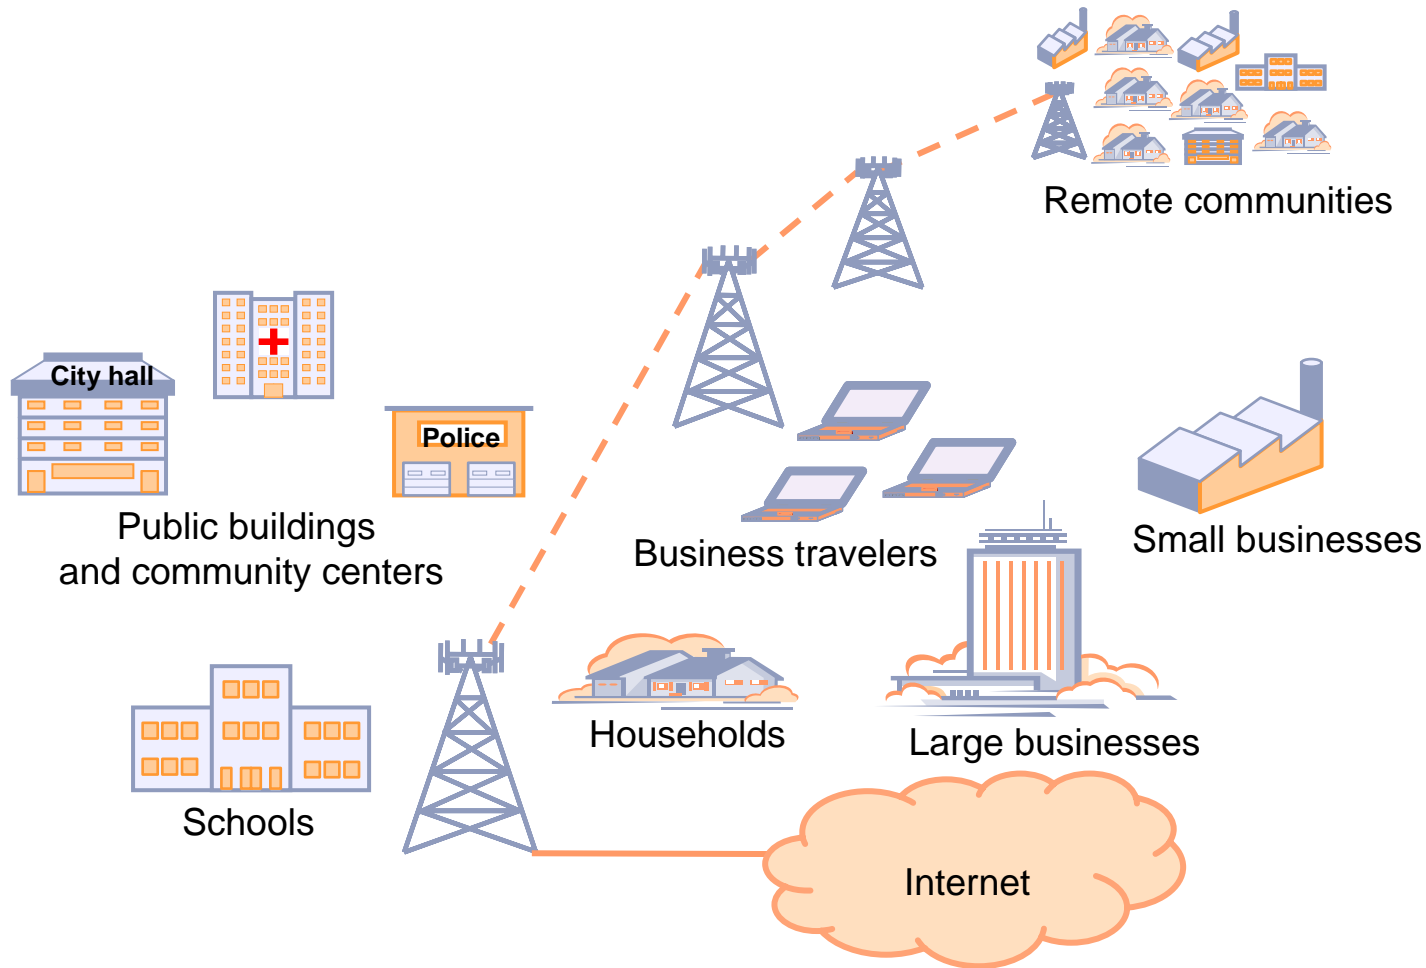 Remote communities
City hall
Police
Public buildings
and community centers
Business travelers
Small businesses
Households
Large businesses
Schools
Internet